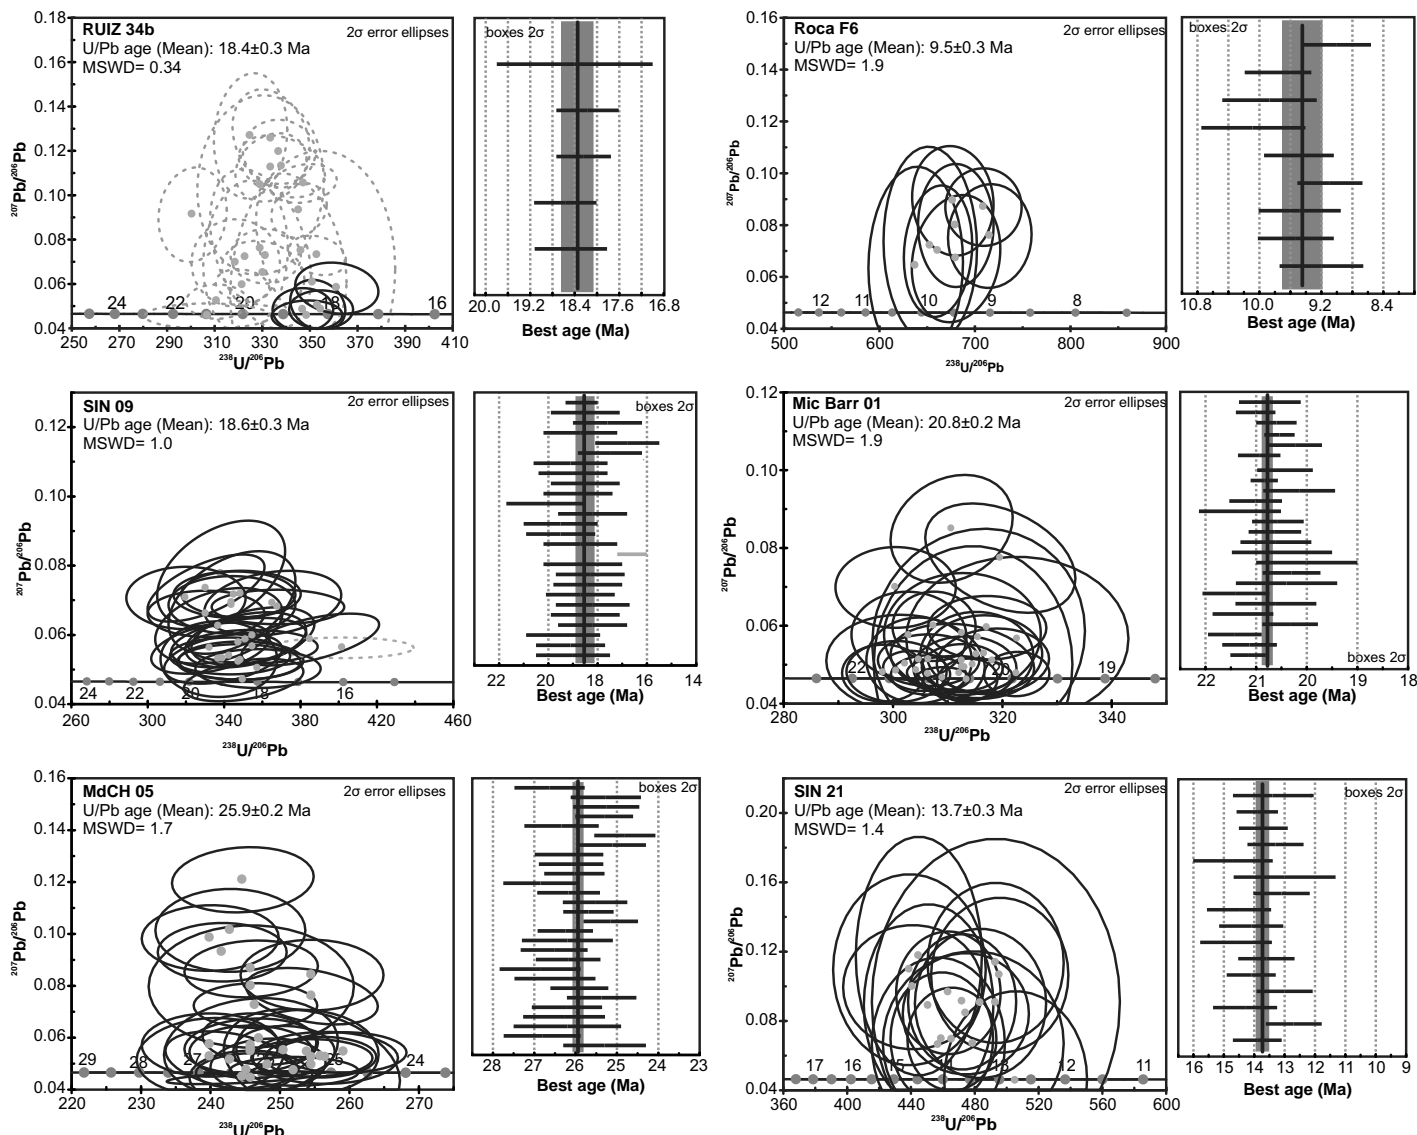 RUIZ 34b
U/Pb age (Mean): 18.4±0.3 Ma
MSWD= 0.34
2σ error ellipses
0.18
0.16
0.14
0.12
0.10
0.08
0.06
0.04
²⁰⁷Pb/²⁰⁶Pb
24 22 20 18 16
250 270 290 310 330 350 370 390 410
²³⁸U/²⁰⁶Pb
boxes 2σ
20.0 19.2 18.4 17.6 16.8
Best age (Ma)
Roca F6
U/Pb age (Mean): 9.5±0.3 Ma
MSWD= 1.9
2σ error ellipses
0.16
0.14
0.12
0.10
0.08
0.06
0.04
²⁰⁷Pb/²⁰⁶Pb
12 11 10 9 8
500 600 700 800 900
²³⁸U/²⁰⁶Pb
boxes 2σ
10.8 10.0 9.2 8.4
Best age (Ma)
SIN 09
U/Pb age (Mean): 18.6±0.3 Ma
MSWD= 1.0
2σ error ellipses
0.12
0.10
0.08
0.06
0.04
²⁰⁷Pb/²⁰⁶Pb
24 22 20 18 16
260 300 340 380 420 460
²³⁸U/²⁰⁶Pb
boxes 2σ
22 20 18 16 14
Best age (Ma)
Mic Barr 01
U/Pb age (Mean): 20.8±0.2 Ma
MSWD= 1.9
2σ error ellipses
0.12
0.10
0.08
0.06
0.04
²⁰⁷Pb/²⁰⁶Pb
22 20 19
280 300 320 340
²³⁸U/²⁰⁶Pb
boxes 2σ
22 21 20 19 18
Best age (Ma)
MdCH 05
U/Pb age (Mean): 25.9±0.2 Ma
MSWD= 1.7
2σ error ellipses
0.16
0.14
0.12
0.10
0.08
0.06
0.04
²⁰⁷Pb/²⁰⁶Pb
29 28 27 25 24
220 230 240 250 260 270
²³⁸U/²⁰⁶Pb
boxes 2σ
28 27 26 25 24 23
Best age (Ma)
SIN 21
U/Pb age (Mean): 13.7±0.3 Ma
MSWD= 1.4
2σ error ellipses
0.20
0.16
0.12
0.08
0.04
²⁰⁷Pb/²⁰⁶Pb
17 16 15 14 13 12 11
360 400 440 480 520 560 600
²³⁸U/²⁰⁶Pb
boxes 2σ
16 15 14 13 12 11 10 9
Best age (Ma)